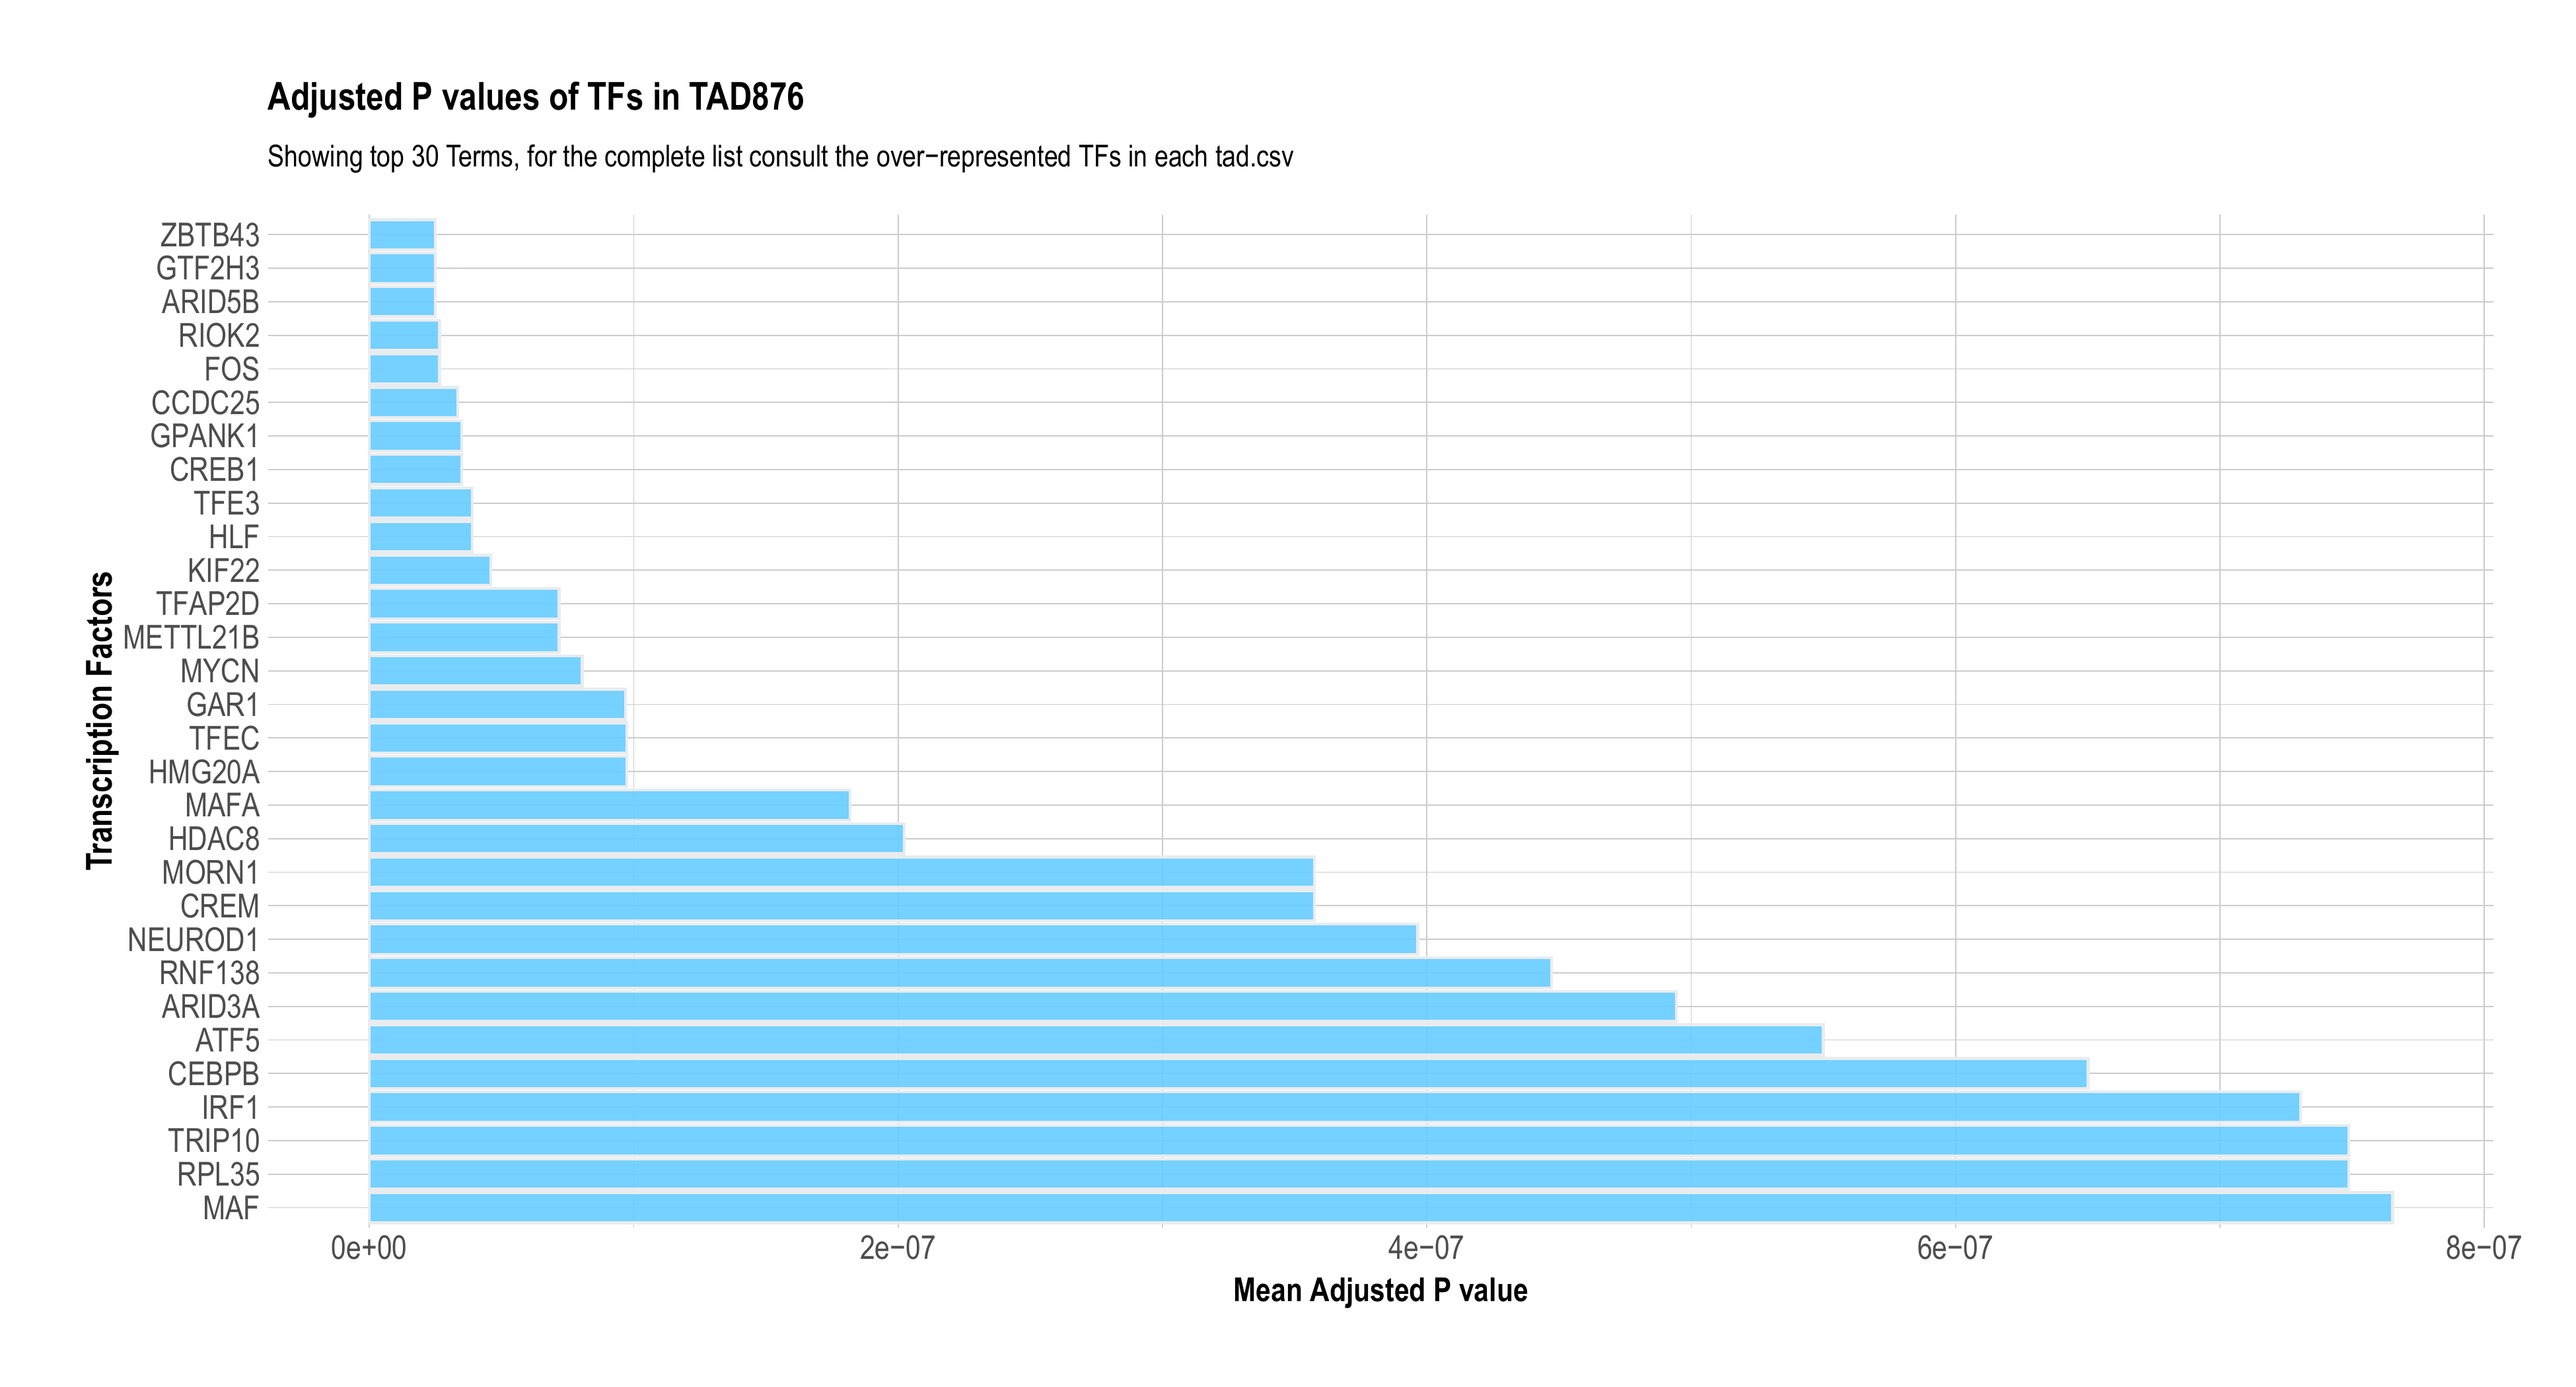 Adjusted P values of TFs in TAD876
Showing top 30 Terms, for the complete list consult the over−represented TFs in each tad.csv
Transcription Factors
ZBTB43
GTF2H3
ARID5B
RIOK2
FOS
CCDC25
GPANK1
CREB1
TFE3
HLF
KIF22
TFAP2D
METTL21B
MYCN
GAR1
TFEC
HMG20A
MAFA
HDAC8
MORN1
CREM
NEUROD1
RNF138
ARID3A
ATF5
CEBPB
IRF1
TRIP10
RPL35
MAF
0e+00 2e−07 4e−07 6e−07 8e−07
Mean Adjusted P value